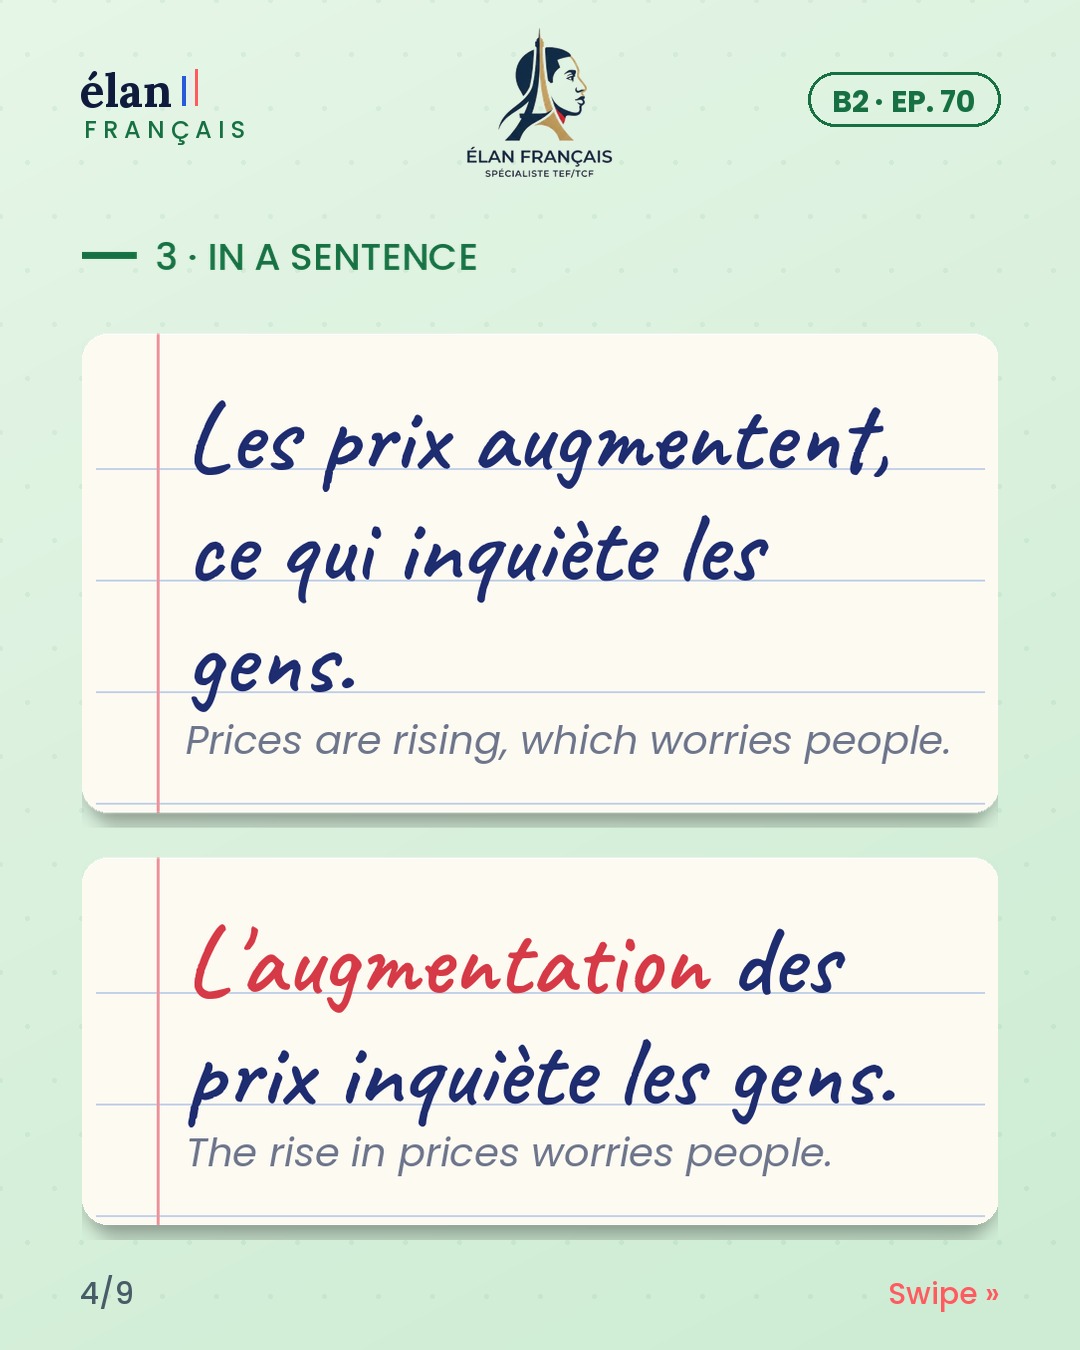 élan
FRANÇAIS
ÉLAN FRANÇAIS
SPÉCIALISTE TEF/TCF
B2 · EP. 70
3 · IN A SENTENCE
Les prix augmentent,
ce qui inquiète les
gens.
Prices are rising, which worries people.
L'augmentation des
prix inquiète les gens.
The rise in prices worries people.
4/9
Swipe »